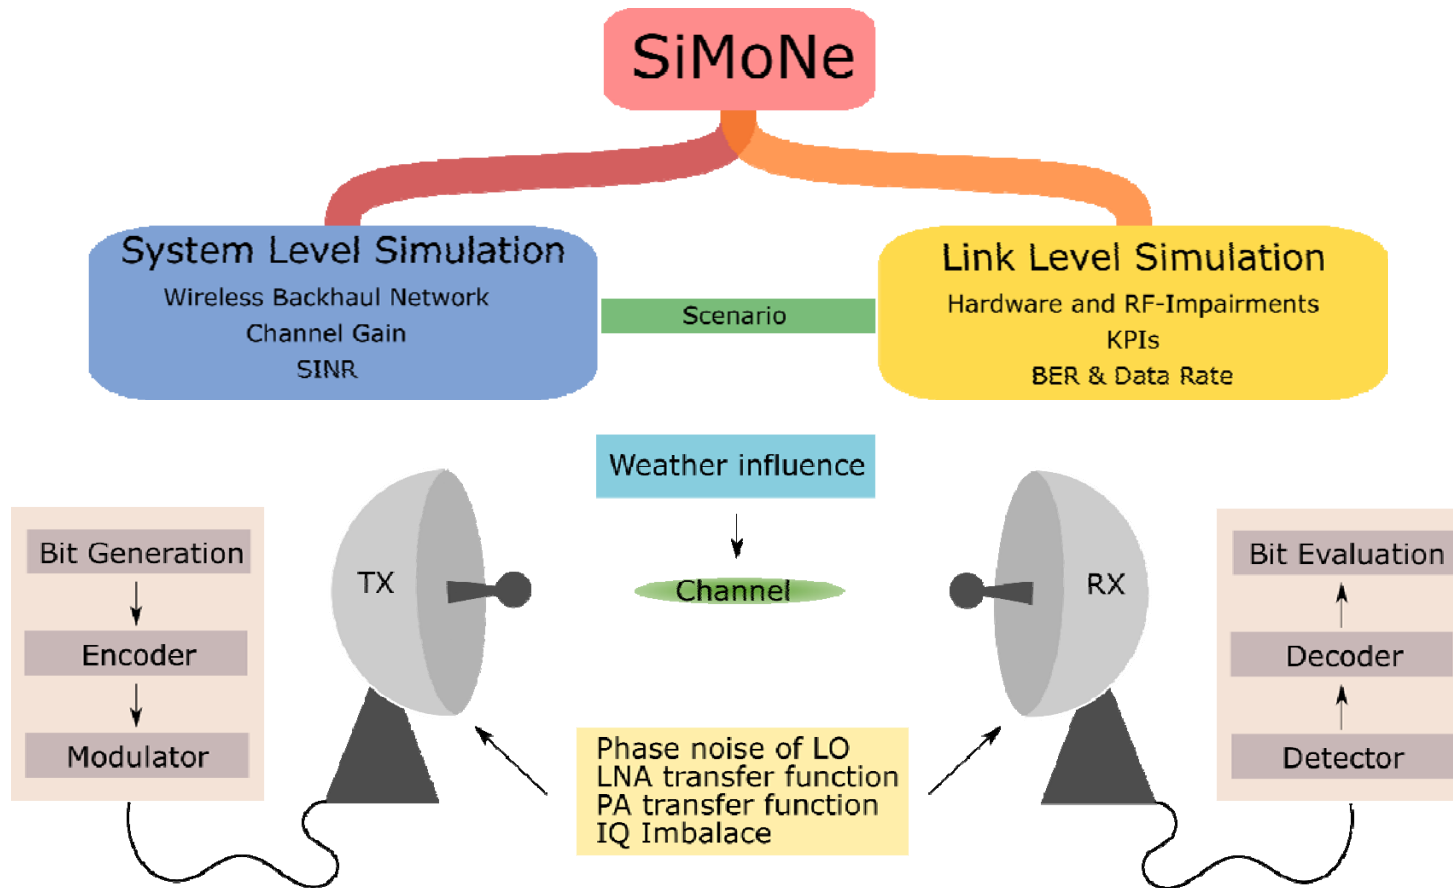 SiMoNe
System Level Simulation
Wireless Backhaul Network
Channel Gain
SINR
Scenario
Link Level Simulation
Hardware and RF-Impairments
KPIs
BER & Data Rate
Weather influence
Channel
Bit Generation
Encoder
Modulator
TX
RX
Bit Evaluation
Decoder
Detector
Phase noise of LO
LNA transfer function
PA transfer function
IQ Imbalace